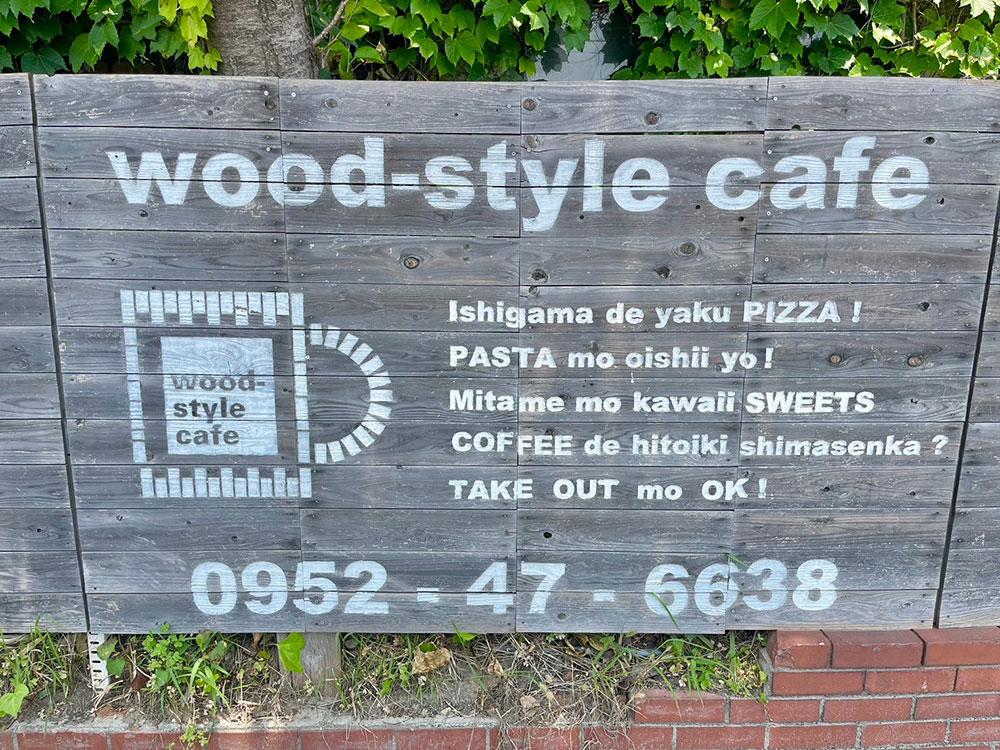 wood-style cafe
wood-
style
cafe
Ishigama de yaku PIZZA !
PASTA mo oishii yo !
Mitame mo kawaii SWEETS
COFFEE de hitoiki shimasenka ?
TAKE OUT mo OK !
0952 - 47 - 6638